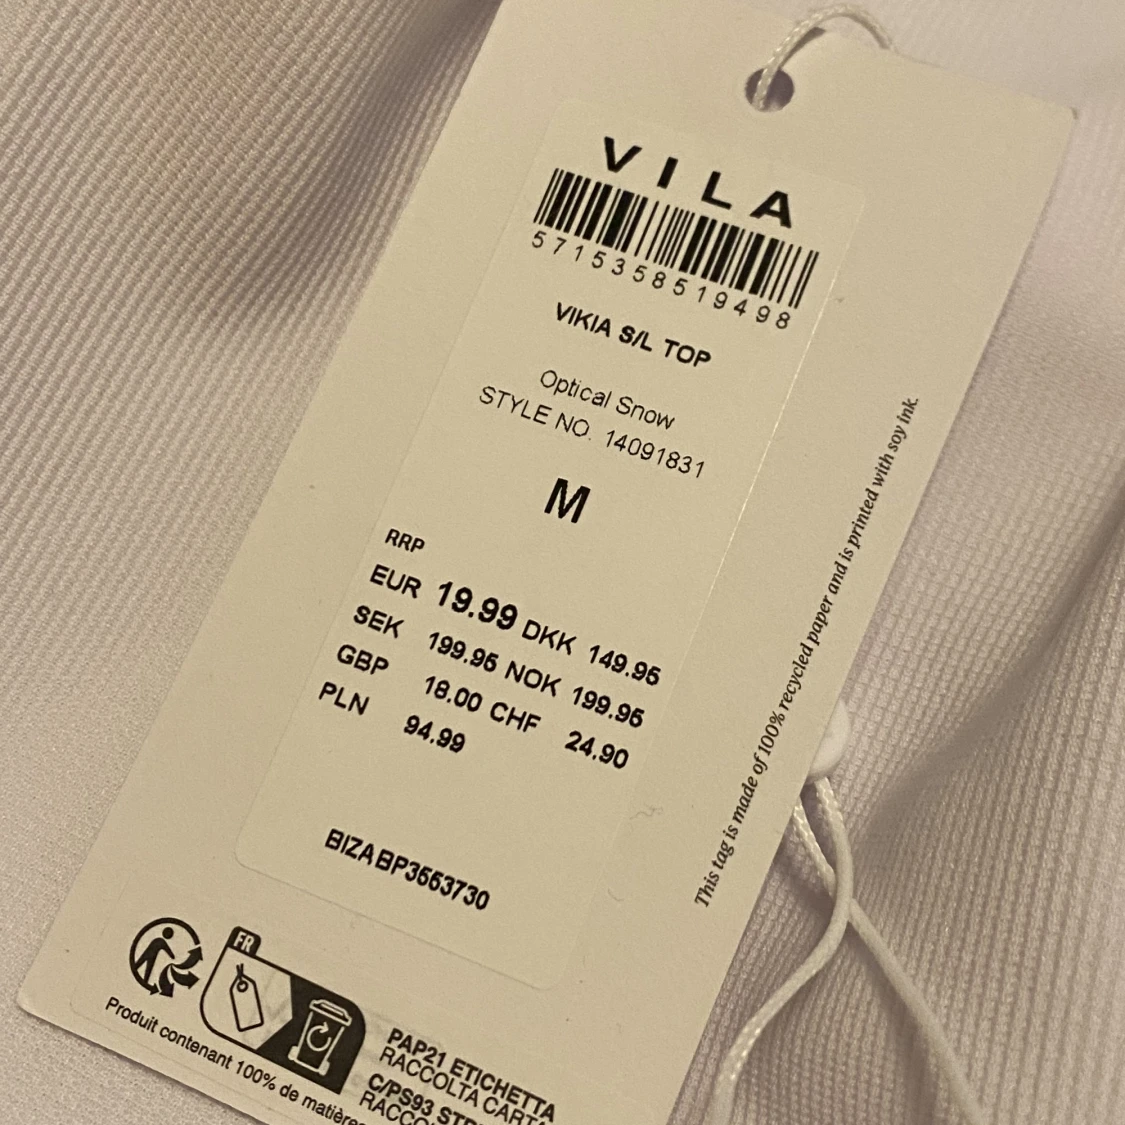 VILA
5715358519498
VIKIA S/L TOP
Optical Snow
STYLE NO. 14091831
M
RRP
EUR 19.99 DKK 149.95
SEK 199.95 NOK 199.95
GBP 18.00 CHF 24.90
PLN 94.99
BIZABP3553730
This tag is made of 100% recycled paper and is printed with soy ink.
FR
Produit contenant 100% de matières
PAP21 ETICHETTA
RACCOLTA CARTA
C/PS93